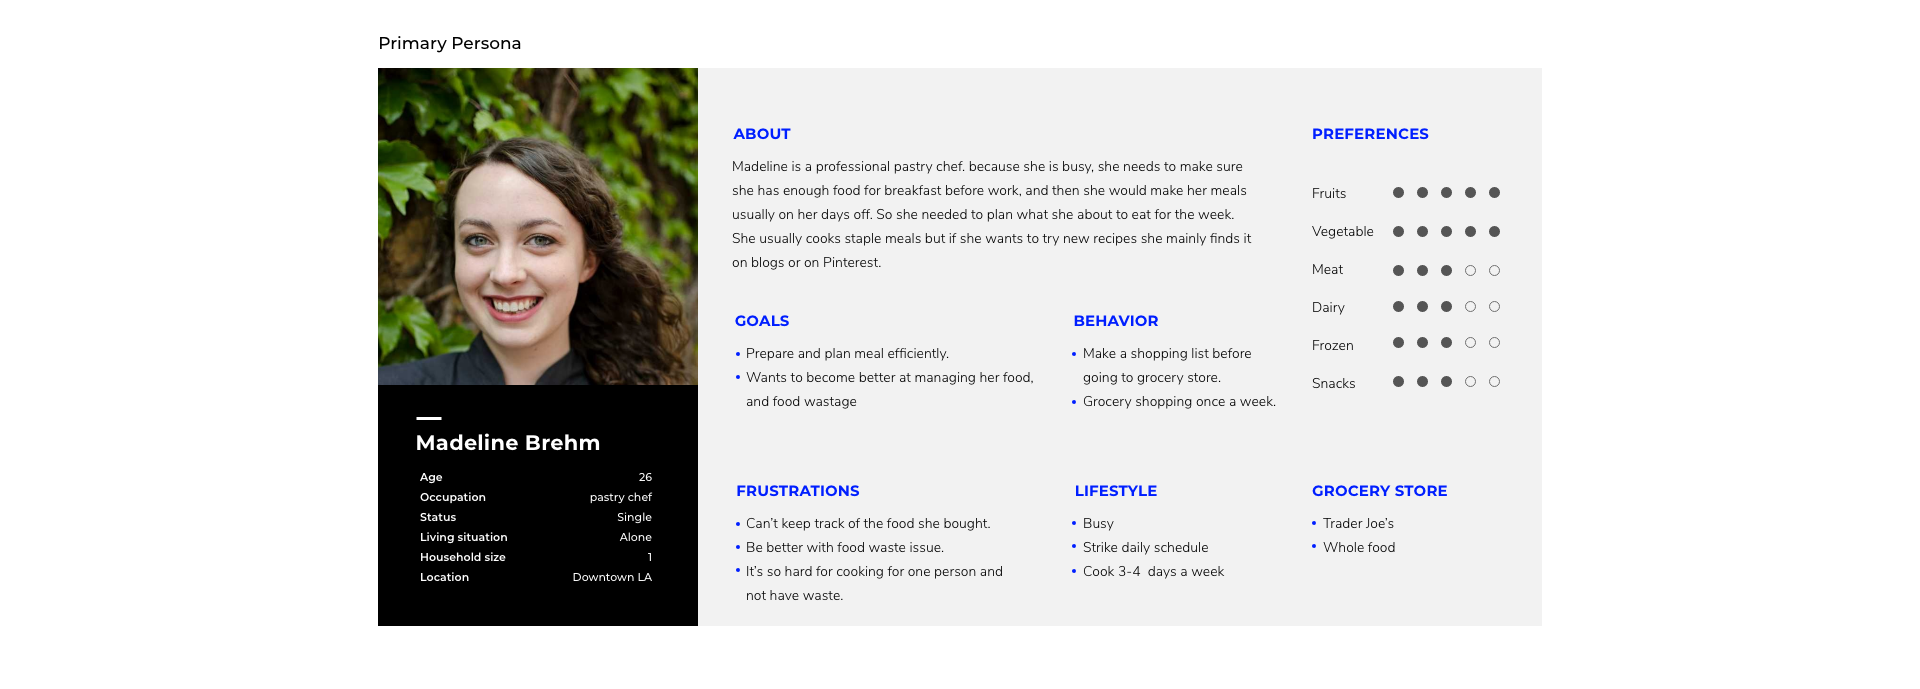 Primary Persona
Madeline Brehm
Age 26
Occupation pastry chef
Status Single
Living situation Alone
Household size 1
Location Downtown LA
ABOUT
Madeline is a professional pastry chef. because she is busy, she needs to make sure
she has enough food for breakfast before work, and then she would make her meals
usually on her days off. So she needed to plan what she about to eat for the week.
She usually cooks staple meals but if she wants to try new recipes she mainly finds it
on blogs or on Pinterest.
GOALS
Prepare and plan meal efficiently.
Wants to become better at managing her food,
and food wastage
BEHAVIOR
Make a shopping list before
going to grocery store.
Grocery shopping once a week.
PREFERENCES
Fruits
Vegetable
Meat
Dairy
Frozen
Snacks
FRUSTRATIONS
Can't keep track of the food she bought.
Be better with food waste issue.
It's so hard for cooking for one person and
not have waste.
LIFESTYLE
Busy
Strike daily schedule
Cook 3-4  days a week
GROCERY STORE
Trader Joe's
Whole food